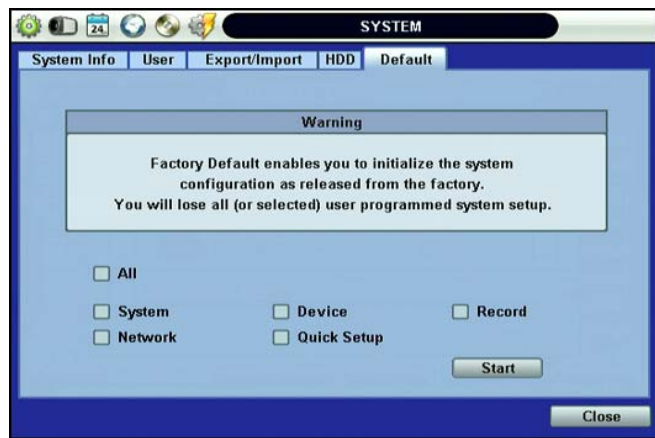 24
SYSTEM
System Info User Export/Import HDD Default
Warning
Factory Default enables you to initialize the system
configuration as released from the factory.
You will lose all (or selected) user programmed system setup.
All
System Device Record
Network Quick Setup
Start
Close